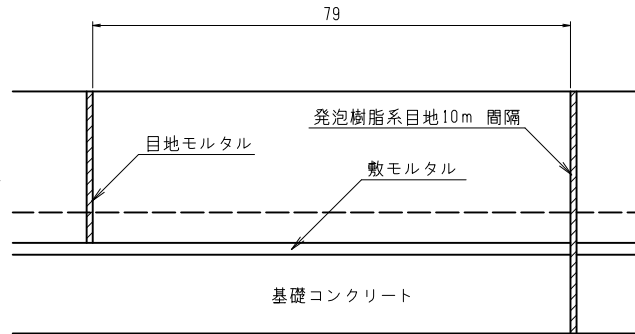 79
発泡樹脂系目地10m 間隔
目地モルタル
敷モルタル
基礎コンクリート